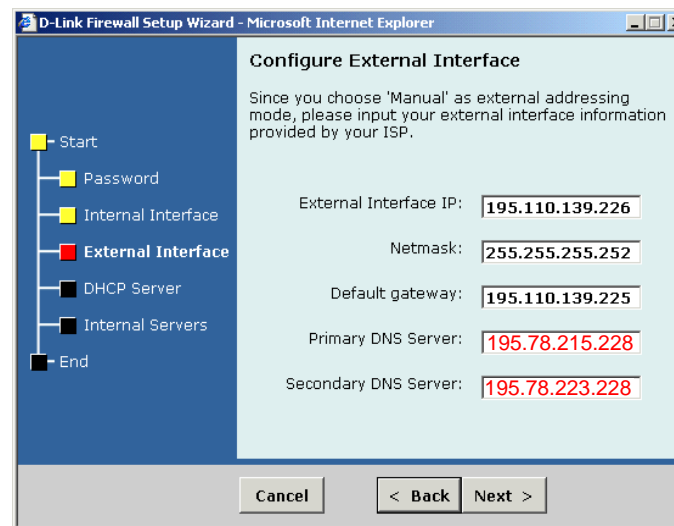 D-Link Firewall Setup Wizard - Microsoft Internet Explorer
Start
Password
Internal Interface
External Interface
DHCP Server
Internal Servers
End
Configure External Interface
Since you choose 'Manual' as external addressing
mode, please input your external interface information
provided by your ISP.
External Interface IP: 195.110.139.226
Netmask: 255.255.255.252
Default gateway: 195.110.139.225
Primary DNS Server: 195.78.215.228
Secondary DNS Server: 195.78.223.228
Cancel < Back Next >